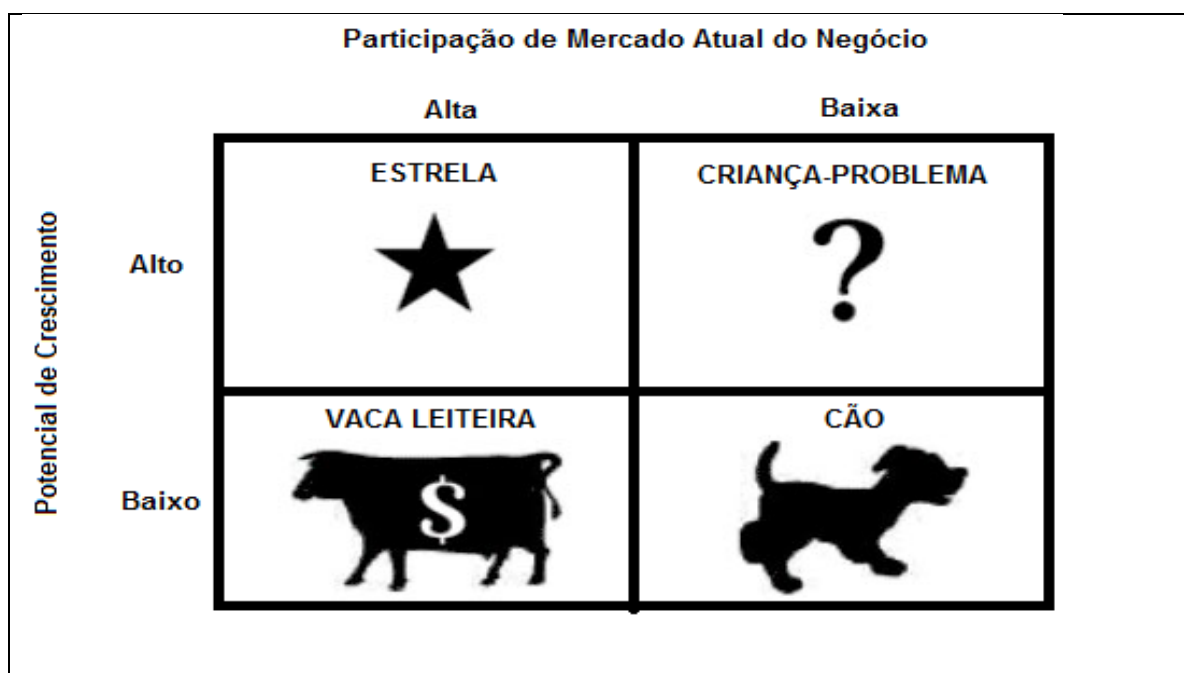 Participação de Mercado Atual do Negócio
Alta
Baixa
ESTRELA
CRIANÇA-PROBLEMA
?
Potencial de Crescimento
Alto
VACA LEITEIRA
CÃO
Baixo
$